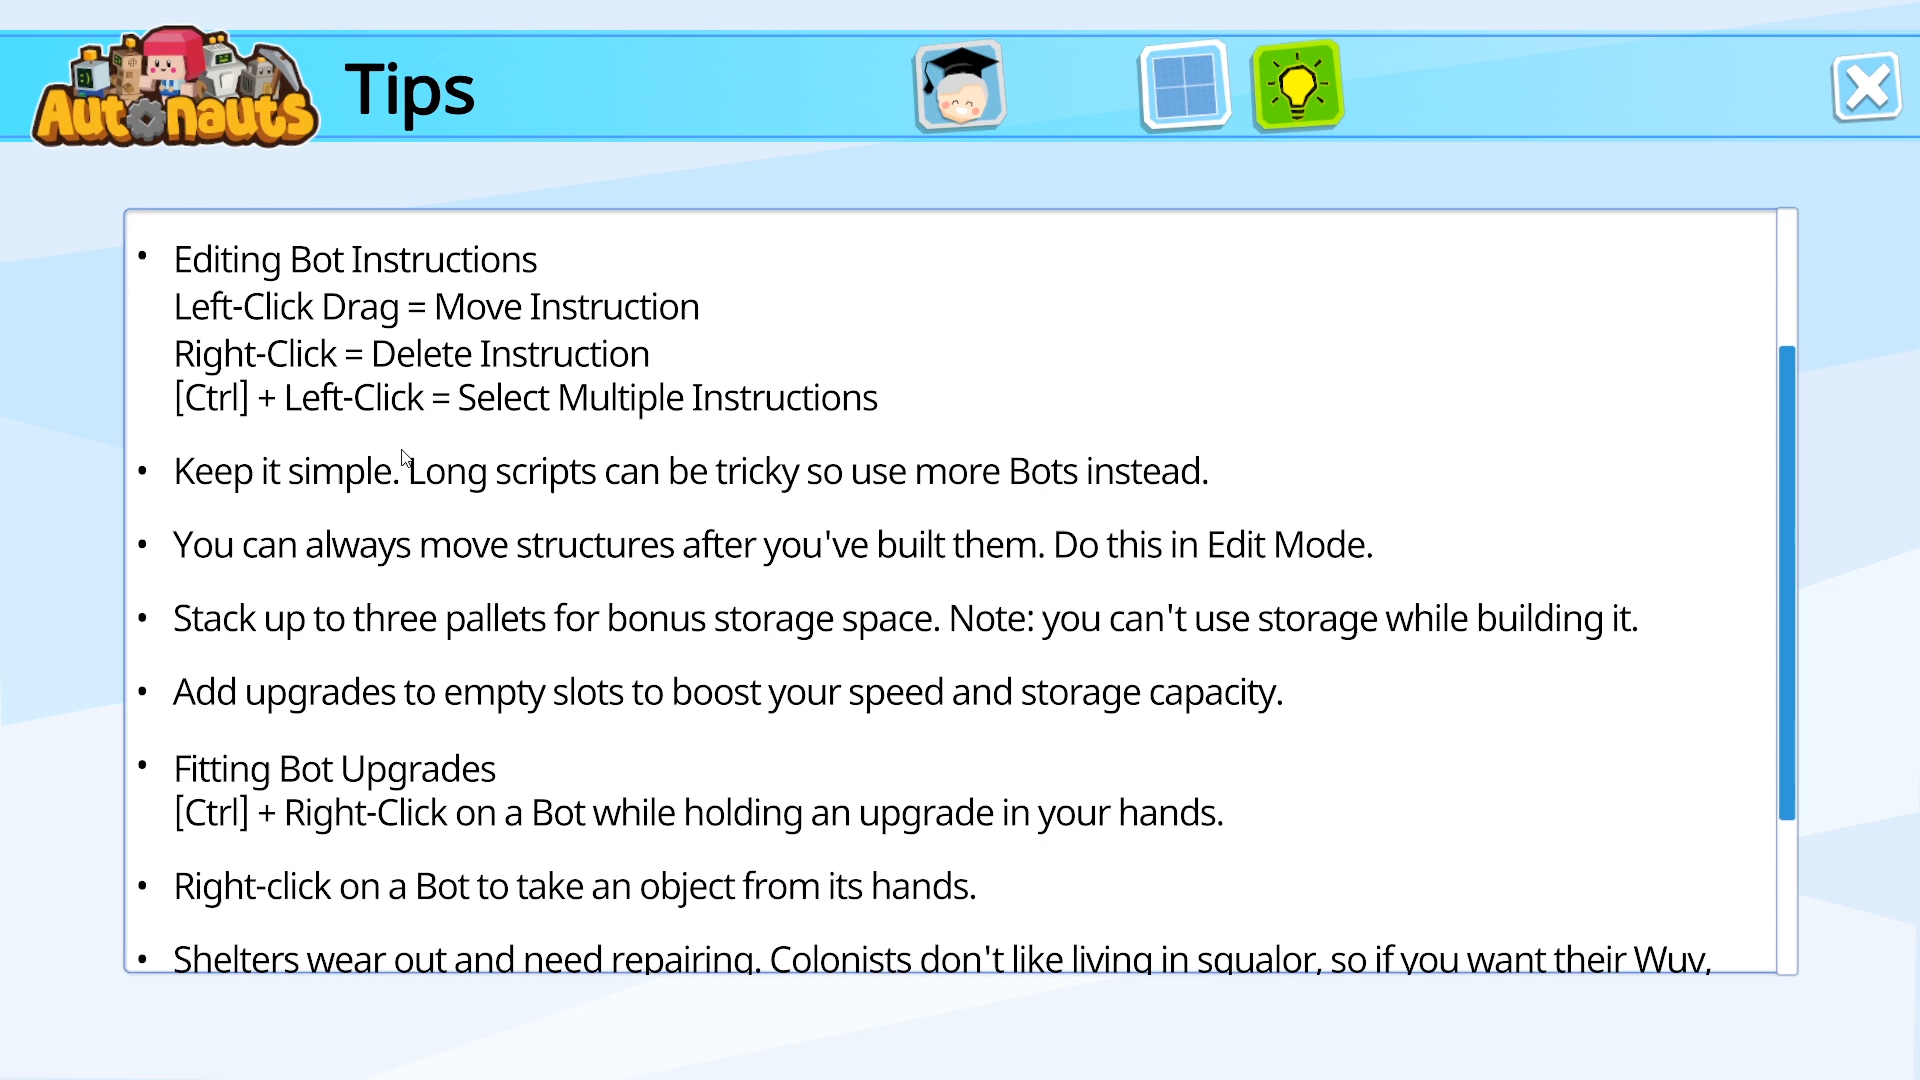 Autonauts
Tips
• Editing Bot Instructions
Left-Click Drag = Move Instruction
Right-Click = Delete Instruction
[Ctrl] + Left-Click = Select Multiple Instructions
• Keep it simple. Long scripts can be tricky so use more Bots instead.
• You can always move structures after you've built them. Do this in Edit Mode.
• Stack up to three pallets for bonus storage space. Note: you can't use storage while building it.
• Add upgrades to empty slots to boost your speed and storage capacity.
• Fitting Bot Upgrades
[Ctrl] + Right-Click on a Bot while holding an upgrade in your hands.
• Right-click on a Bot to take an object from its hands.
• Shelters wear out and need repairing. Colonists don't like living in squalor, so if you want their Wuv,